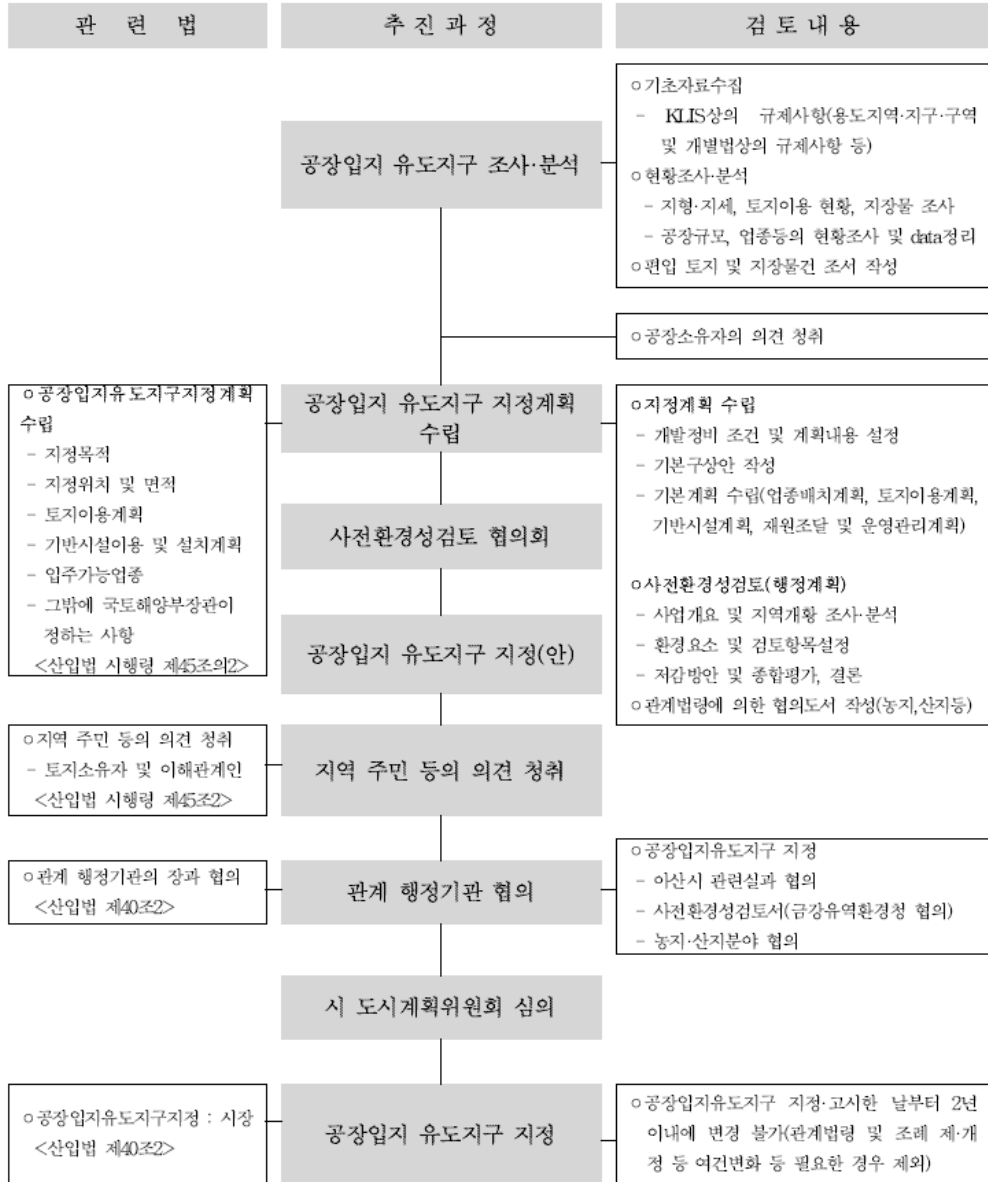 관 련 법
추진과정
검토내용
공장입지 유도지구 조사·분석
ㅇ기초자료수집
- KLIS상의 규제사항(용도지역·지구·구역
및 개별법상의 규제사항 등)
ㅇ현황조사·분석
- 지형·지세, 토지이용 현황, 지장물 조사
- 공장규모, 업종등의 현황조사 및 data정리
ㅇ편입 토지 및 지장물건 조서 작성
ㅇ공장소유자의 의견 청취
ㅇ공장입지유도지구지정계획
수립
- 지정목적
- 지정위치 및 면적
- 토지이용계획
- 기반시설이용 및 설치계획
- 입주가능업종
- 그밖에 국토해양부장관이
정하는 사항
<산입법 시행령 제45조의2>
공장입지 유도지구 지정계획
수립
사전환경성검토 협의회
공장입지 유도지구 지정(안)
ㅇ지정계획 수립
- 개발정비 조건 및 계획내용 설정
- 기본구상안 작성
- 기본계획 수립(업종배치계획, 토지이용계획,
기반시설계획, 재원조달 및 운영관리계획)
ㅇ사전환경성검토(행정계획)
- 사업개요 및 지역개황 조사·분석
- 환경요소 및 검토항목설정
- 저감방안 및 종합평가, 결론
ㅇ관계법령에 의한 협의도서 작성(농지,산지등)
ㅇ지역 주민 등의 의견 청취
- 토지소유자 및 이해관계인
<산입법 시행령 제45조2>
지역 주민 등의 의견 청취
ㅇ관계 행정기관의 장과 협의
<산입법 제40조2>
관계 행정기관 협의
ㅇ공장입지유도지구 지정
- 아산시 관련실과 협의
- 사전환경성검토서(금강유역환경청 협의)
- 농지·산지분야 협의
시 도시계획위원회 심의
ㅇ공장입지유도지구지정 : 시장
<산입법 제40조2>
공장입지 유도지구 지정
ㅇ공장입지유도지구 지정·고시한 날부터 2년
이내에 변경 불가(관계법령 및 조례 제·개
정 등 여건변화 등 필요한 경우 제외)